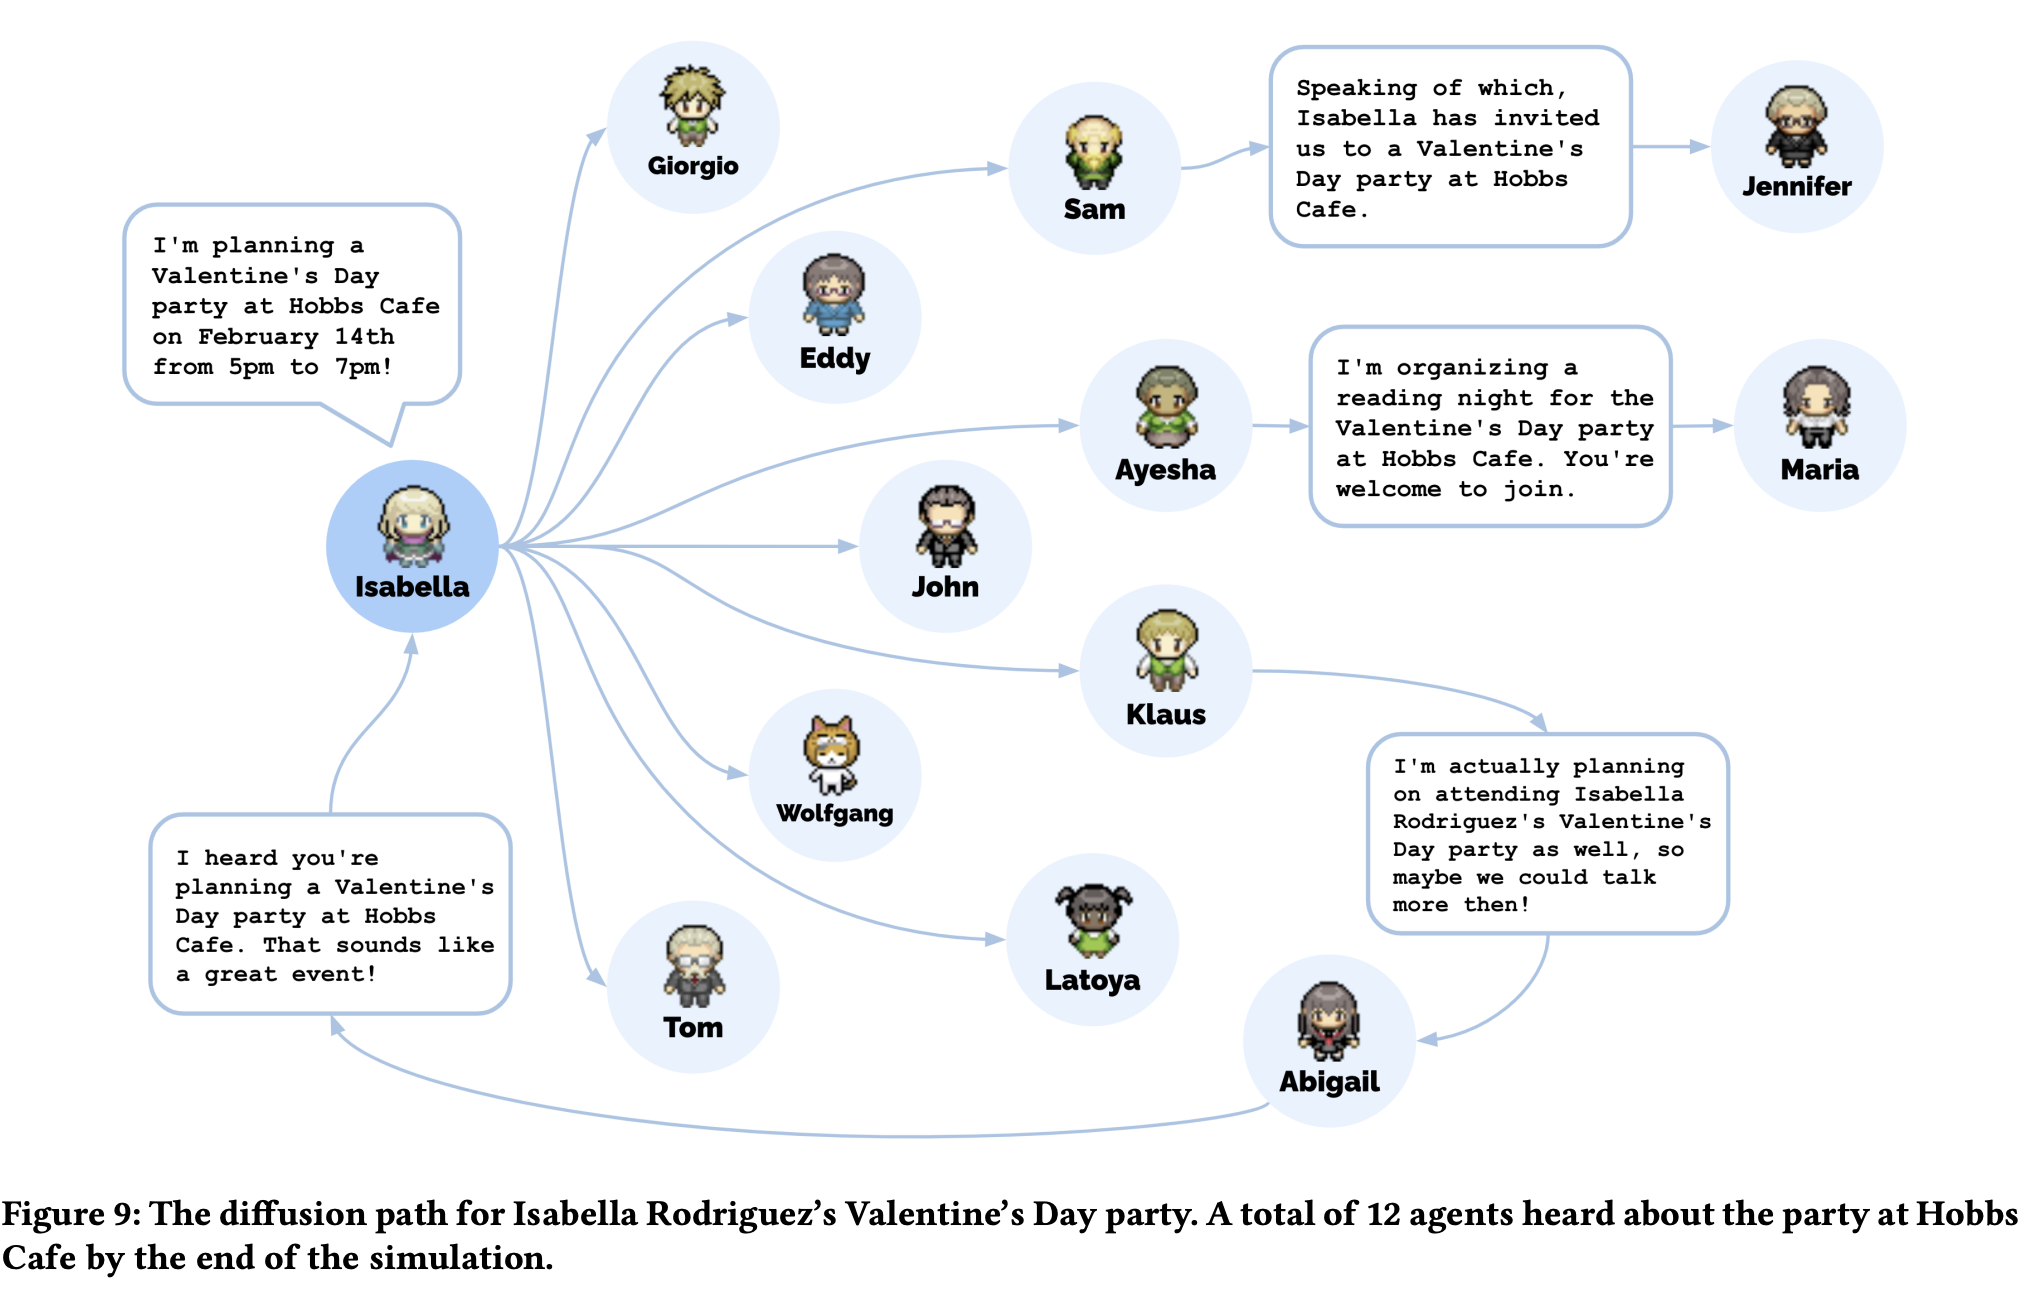 Giorgio
Speaking of which,
Isabella has invited
us to a Valentine's
Day party at Hobbs
Cafe.
Jennifer
Sam
I'm planning a
Valentine's Day
party at Hobbs Cafe
on February 14th
from 5pm to 7pm!
Eddy
I'm organizing a
reading night for the
Valentine's Day party
at Hobbs Cafe. You're
welcome to join.
Ayesha
Maria
Isabella
John
Klaus
I'm actually planning
on attending Isabella
Rodriguez's Valentine's
Day party as well, so
maybe we could talk
more then!
Wolfgang
I heard you're
planning a Valentine's
Day party at Hobbs
Cafe. That sounds like
a great event!
Latoya
Tom
Abigail
Figure 9: The diffusion path for Isabella Rodriguez’s Valentine’s Day party. A total of 12 agents heard about the party at Hobbs
Cafe by the end of the simulation.